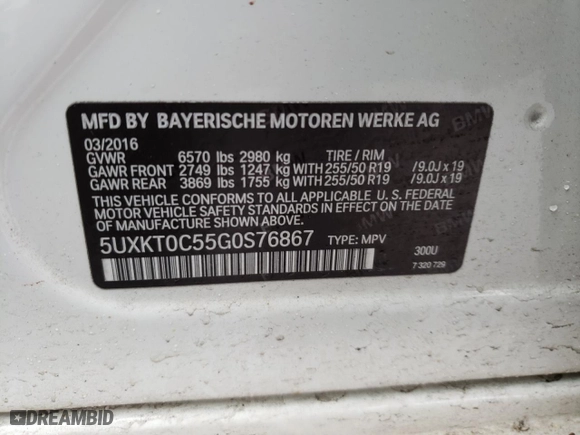 MFD BY BAYERISCHE MOTOREN WERKE AG
03/2016
GVWR 6570 lbs 2980 kg TIRE / RIM
GAWR FRONT 2749 lbs 1247 kg WITH 255/50 R19 /9.0J x 19
GAWR REAR 3869 lbs 1755 kg WITH 255/50 R19 /9.0J x 19
THIS VEHICLE CONFORMS TO ALL APPLICABLE U. S. FEDERAL
MOTOR VEHICLE SAFETY STANDARDS IN EFFECT ON THE DATE
OF MANUFACTURE SHOWN ABOVE.
5UXKT0C55G0S76867 TYPE: MPV 300U
7 320 729
DREAMBID